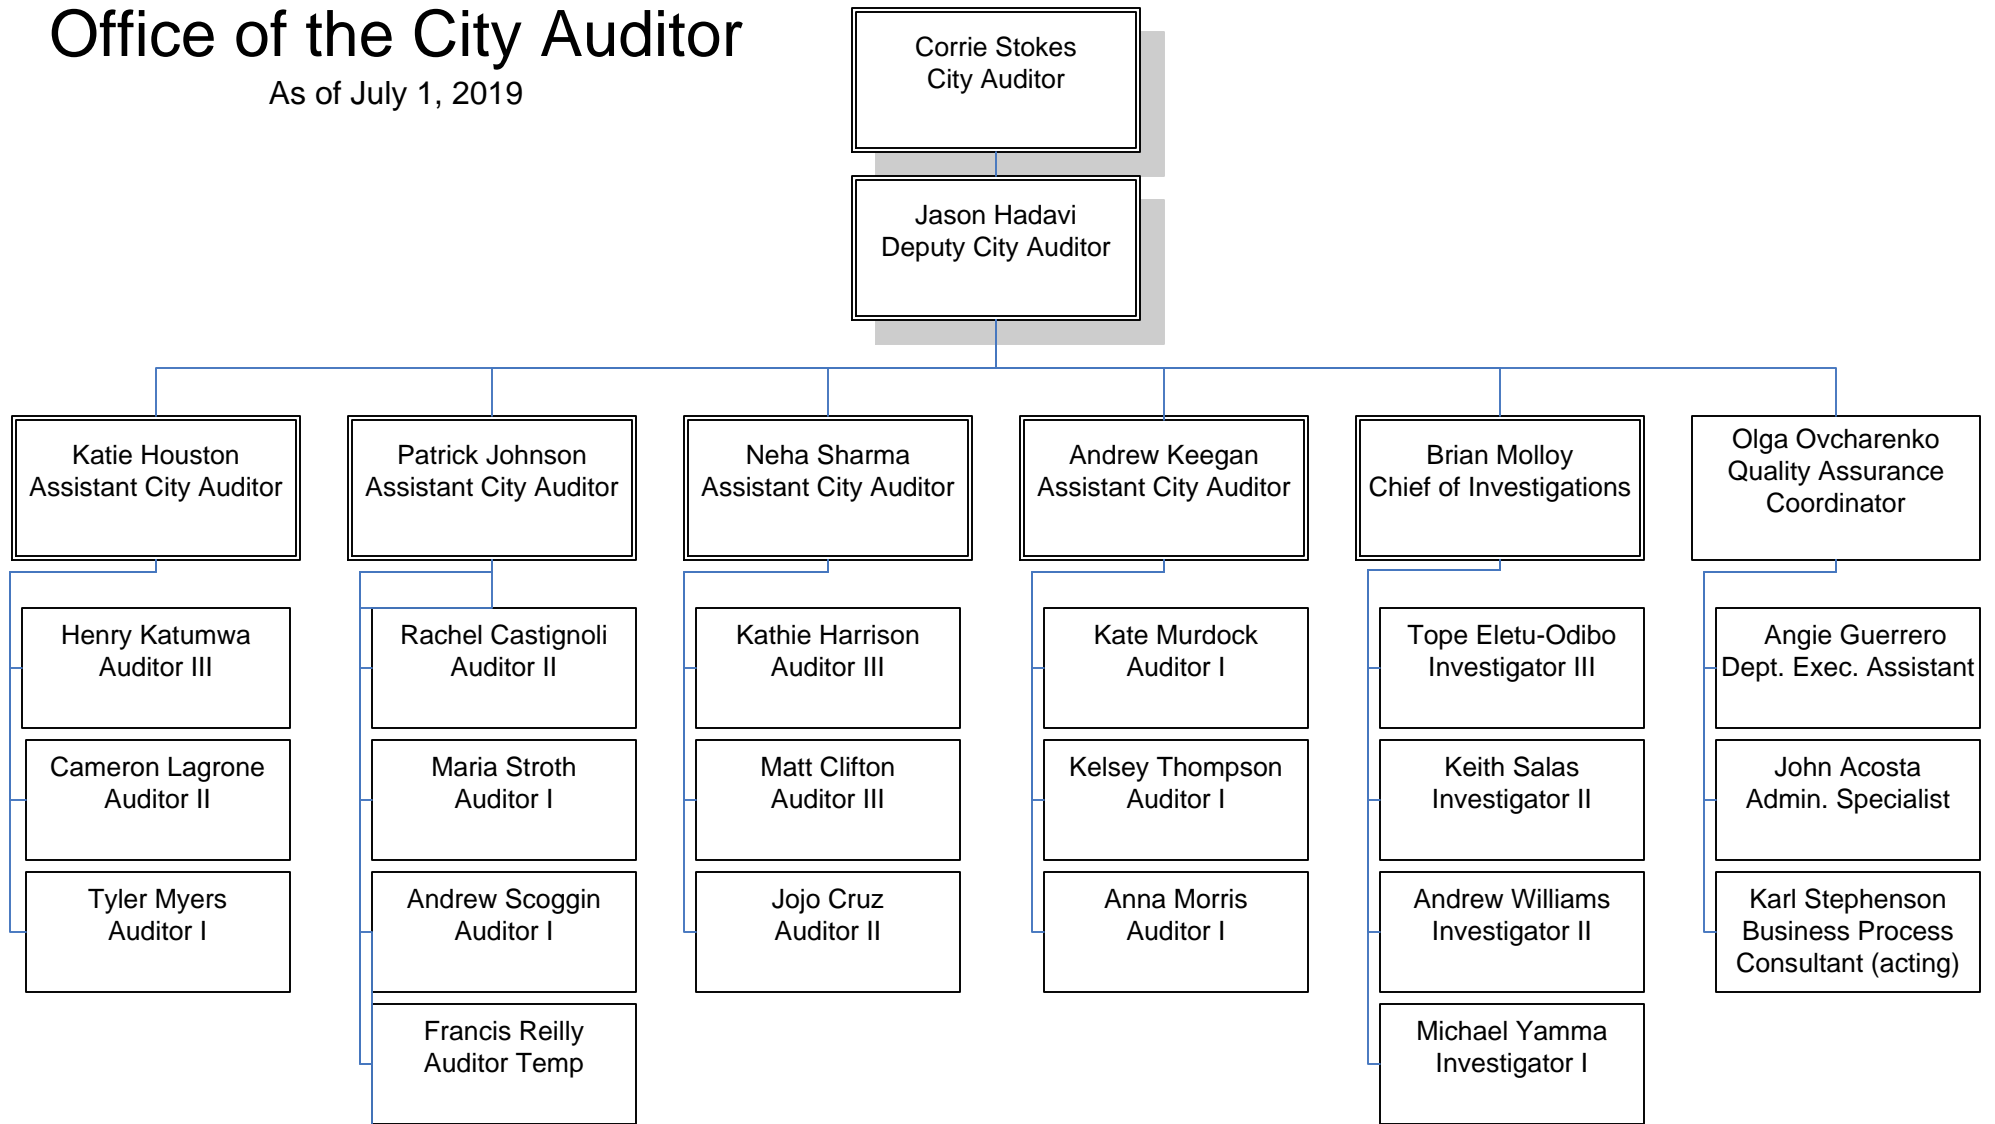 Office of the City Auditor
As of July 1, 2019
Corrie Stokes
City Auditor
Jason Hadavi
Deputy City Auditor
Katie Houston
Assistant City Auditor
Patrick Johnson
Assistant City Auditor
Neha Sharma
Assistant City Auditor
Andrew Keegan
Assistant City Auditor
Brian Molloy
Chief of Investigations
Olga Ovcharenko
Quality Assurance
Coordinator
Henry Katumwa
Auditor III
Cameron Lagrone
Auditor II
Tyler Myers
Auditor I
Rachel Castignoli
Auditor II
Maria Stroth
Auditor I
Andrew Scoggin
Auditor I
Francis Reilly
Auditor Temp
Kathie Harrison
Auditor III
Matt Clifton
Auditor III
Jojo Cruz
Auditor II
Kate Murdock
Auditor I
Kelsey Thompson
Auditor I
Anna Morris
Auditor I
Tope Eletu-Odibo
Investigator III
Keith Salas
Investigator II
Andrew Williams
Investigator II
Michael Yamma
Investigator I
Angie Guerrero
Dept. Exec. Assistant
John Acosta
Admin. Specialist
Karl Stephenson
Business Process
Consultant (acting)